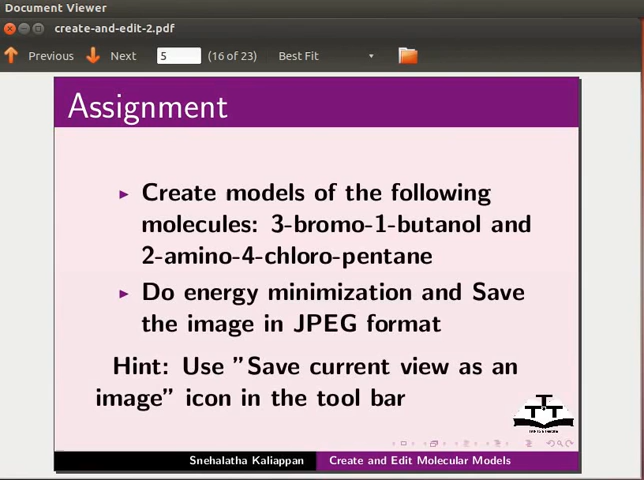 Document Viewer
create-and-edit-2.pdf
Previous Next 5 (16 of 23) Best Fit
Assignment
Create models of the following
molecules: 3-bromo-1-butanol and
2-amino-4-chloro-pentane
Do energy minimization and Save
the image in JPEG format
Hint: Use "Save current view as an
image" icon in the tool bar
Snehalatha Kaliappan Create and Edit Molecular Models